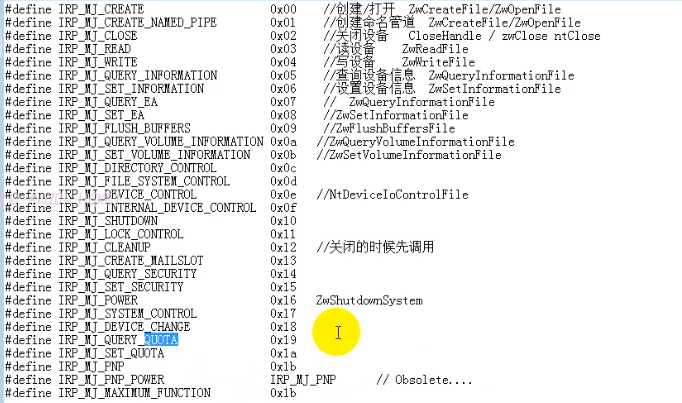 #define IRP_MJ_CREATE 0x00 //创建/打开 ZwCreateFile/ZwOpenFile
#define IRP_MJ_CREATE_NAMED_PIPE 0x01 //创建命名管道 ZwCreateFile/ZwOpenFile
#define IRP_MJ_CLOSE 0x02 //关闭设备 CloseHandle / zwClose ntClose
#define IRP_MJ_READ 0x03 //读设备 ZwReadFile
#define IRP_MJ_WRITE 0x04 //写设备 ZwWriteFile
#define IRP_MJ_QUERY_INFORMATION 0x05 //查询设备信息 ZwQueryInformationFile
#define IRP_MJ_SET_INFORMATION 0x06 //设置设备信息 ZwSetInformationFile
#define IRP_MJ_QUERY_EA 0x07 // ZwQueryInformationFile
#define IRP_MJ_SET_EA 0x08 //ZwSetInformationFile
#define IRP_MJ_FLUSH_BUFFERS 0x09 //ZwFlushBuffersFile
#define IRP_MJ_QUERY_VOLUME_INFORMATION 0x0a //ZwQueryVolumeInformationFile
#define IRP_MJ_SET_VOLUME_INFORMATION 0x0b //ZwSetVolumeInformationFile
#define IRP_MJ_DIRECTORY_CONTROL 0x0c
#define IRP_MJ_FILE_SYSTEM_CONTROL 0x0d
#define IRP_MJ_DEVICE_CONTROL 0x0e //NtDeviceIoControlFile
#define IRP_MJ_INTERNAL_DEVICE_CONTROL 0x0f
#define IRP_MJ_SHUTDOWN 0x10
#define IRP_MJ_LOCK_CONTROL 0x11
#define IRP_MJ_CLEANUP 0x12 //关闭的时候先调用
#define IRP_MJ_CREATE_MAILSLOT 0x13
#define IRP_MJ_QUERY_SECURITY 0x14
#define IRP_MJ_SET_SECURITY 0x15
#define IRP_MJ_POWER 0x16 ZwShutdownSystem
#define IRP_MJ_SYSTEM_CONTROL 0x17
#define IRP_MJ_DEVICE_CHANGE 0x18
#define IRP_MJ_QUERY_QUOTA 0x19
#define IRP_MJ_SET_QUOTA 0x1a
#define IRP_MJ_PNP 0x1b
#define IRP_MJ_PNP_POWER IRP_MJ_PNP // Obsolete....
#define IRP_MJ_MAXIMUM_FUNCTION 0x1b